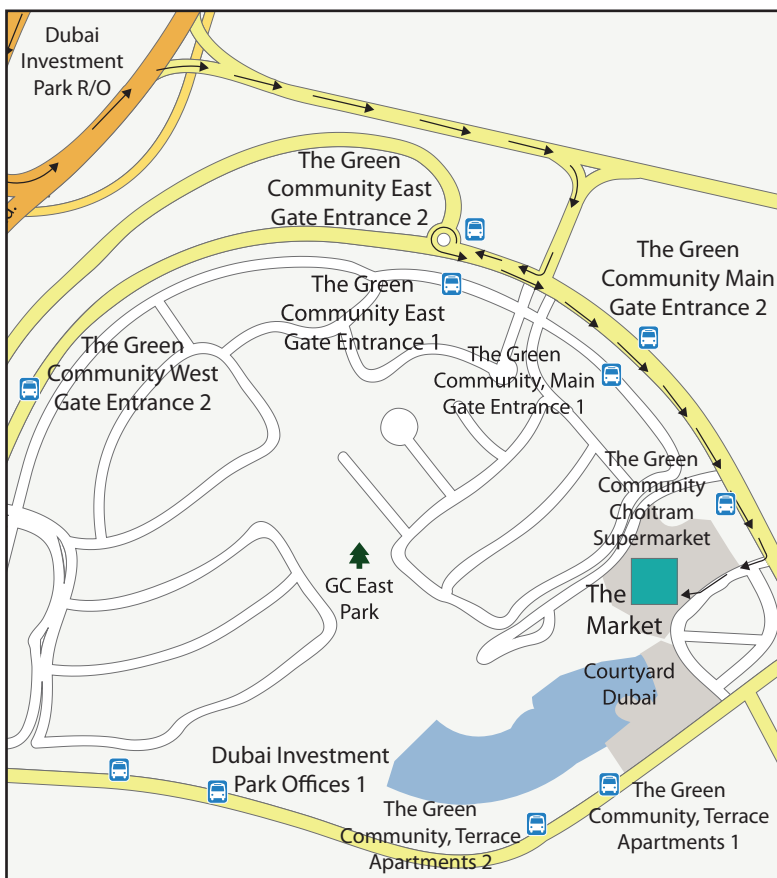 Dubai
Investment
Park R/O
The Green
Community East
Gate Entrance 2
The Green
Community Main
Gate Entrance 2
The Green
Community East
Gate Entrance 1
The Green
Community West
Gate Entrance 2
The Green
Community, Main
Gate Entrance 1
The Green
Community
Choitram
Supermarket
GC East
Park
The
Market
Courtyard
Dubai
Dubai Investment
Park Offices 1
The Green
Community, Terrace
Apartments 2
The Green
Community, Terrace
Apartments 1